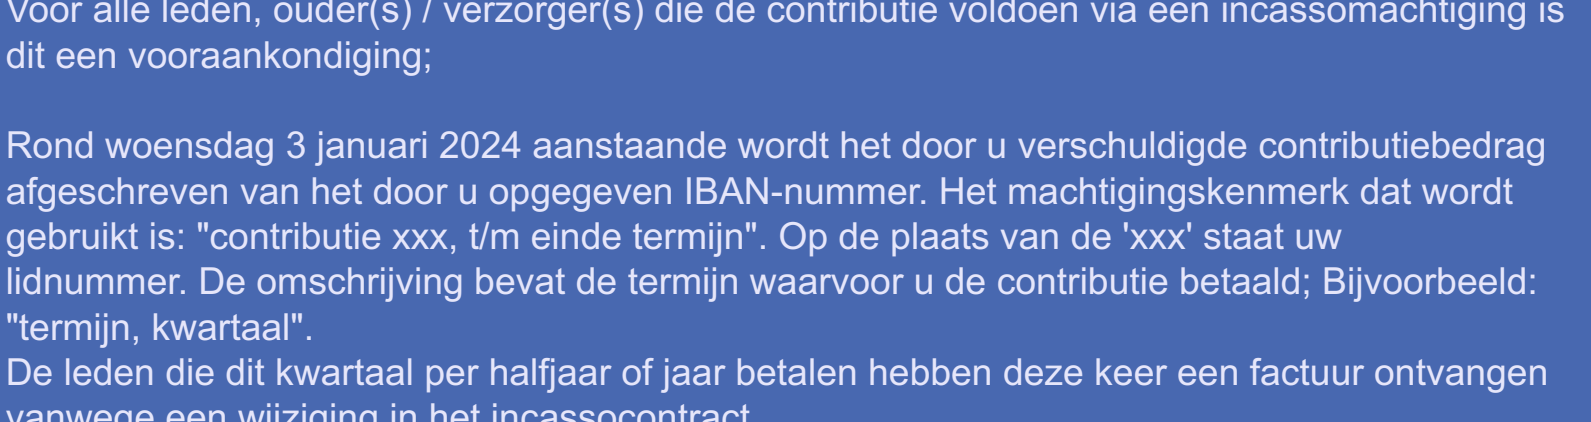 Voor alle leden, ouder(s) / verzorger(s) die de contributie voldoen via een incassomachtiging is
dit een vooraankondiging;
Rond woensdag 3 januari 2024 aanstaande wordt het door u verschuldigde contributiebedrag
afgeschreven van het door u opgegeven IBAN-nummer. Het machtigingskenmerk dat wordt
gebruikt is: "contributie xxx, t/m einde termijn". Op de plaats van de 'xxx' staat uw
lidnummer. De omschrijving bevat de termijn waarvoor u de contributie betaald; Bijvoorbeeld:
"termijn, kwartaal".
De leden die dit kwartaal per halfjaar of jaar betalen hebben deze keer een factuur ontvangen
vanwege een wijziging in het incassocontract